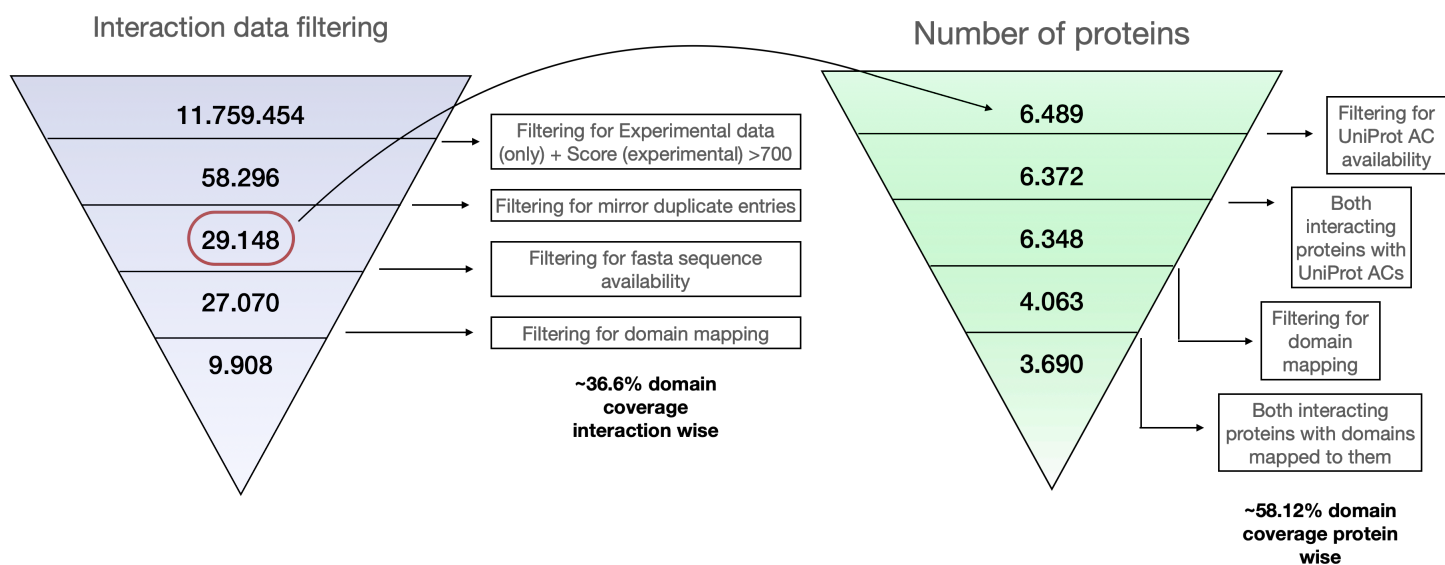 Interaction data filtering
11.759.454
58.296
29.148
27.070
9.908
Filtering for Experimental data
(only) + Score (experimental) >700
Filtering for mirror duplicate entries
Filtering for fasta sequence
availability
Filtering for domain mapping
~36.6% domain
coverage
interaction wise
Number of proteins
6.489
6.372
6.348
4.063
3.690
Filtering for
UniProt AC
availability
Both
interacting
proteins with
UniProt ACs
Filtering for
domain
mapping
Both interacting
proteins with domains
mapped to them
~58.12% domain
coverage protein
wise